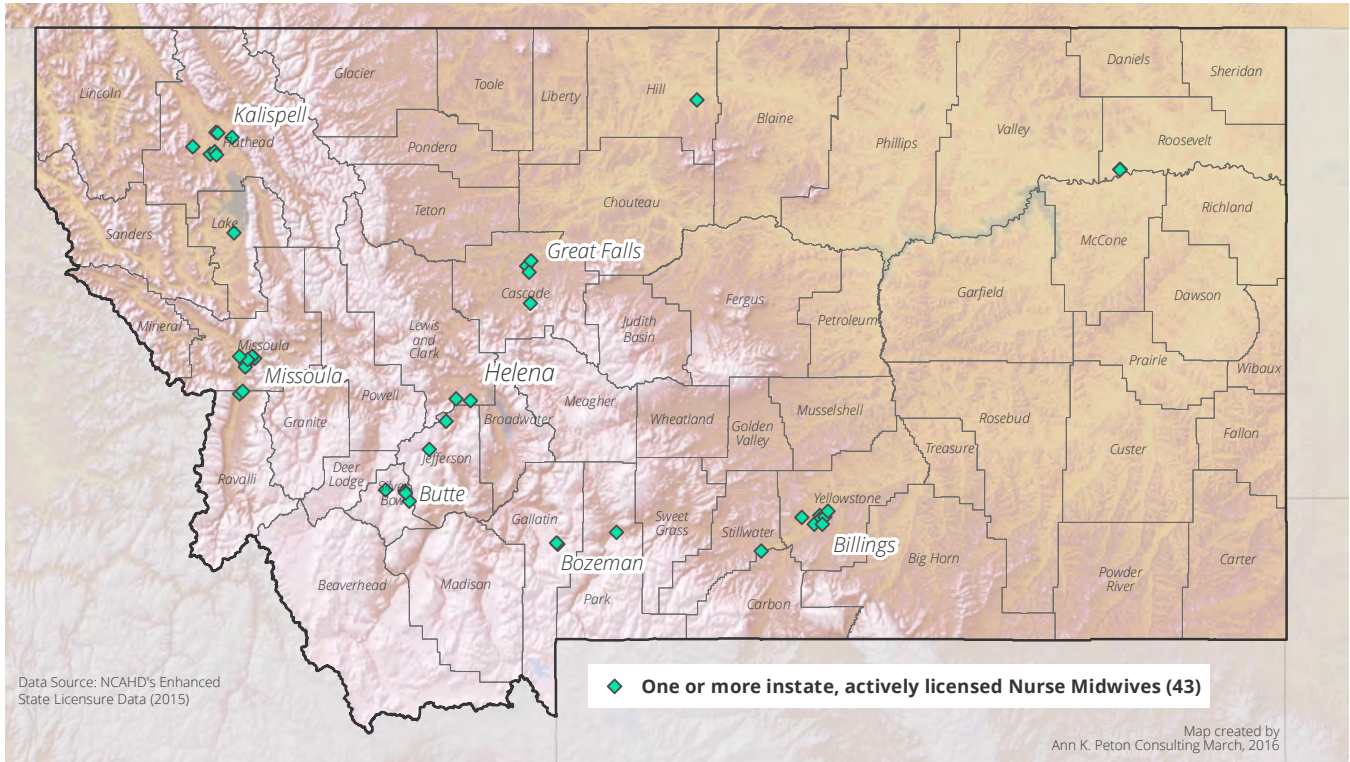 Daniels
Sheridan
Glacier
Toole
Lincoln
Liberty
Hill
Kalispell
Blaine
Valley
Flathead
Phillips
Roosevelt
Pondera
Chouteau
Teton
Richland
Lake
Sanders
McCone
Great Falls
Cascade
Fergus
Garfield
Dawson
Mineral
Judith
Basin
Petroleum
Lewis
and
Clark
Missoula
Prairie
Wibaux
Missoula
Helena
Powell
Meagher
Granite
Broadwater
Wheatland
Golden
Valley
Musselshell
Rosebud
Fallon
Treasure
Custer
Jefferson
Ravalli
Deer
Lodge
Silver
Bow
Butte
Yellowstone
Gallatin
Sweet
Grass
Stillwater
Billings
Bozeman
Big Horn
Carter
Beaverhead
Madison
Park
Carbon
Powder
River
Data Source: NCAHD's Enhanced
State Licensure Data (2015)
One or more instate, actively licensed Nurse Midwives (43)
Map created by
Ann K. Peton Consulting March, 2016